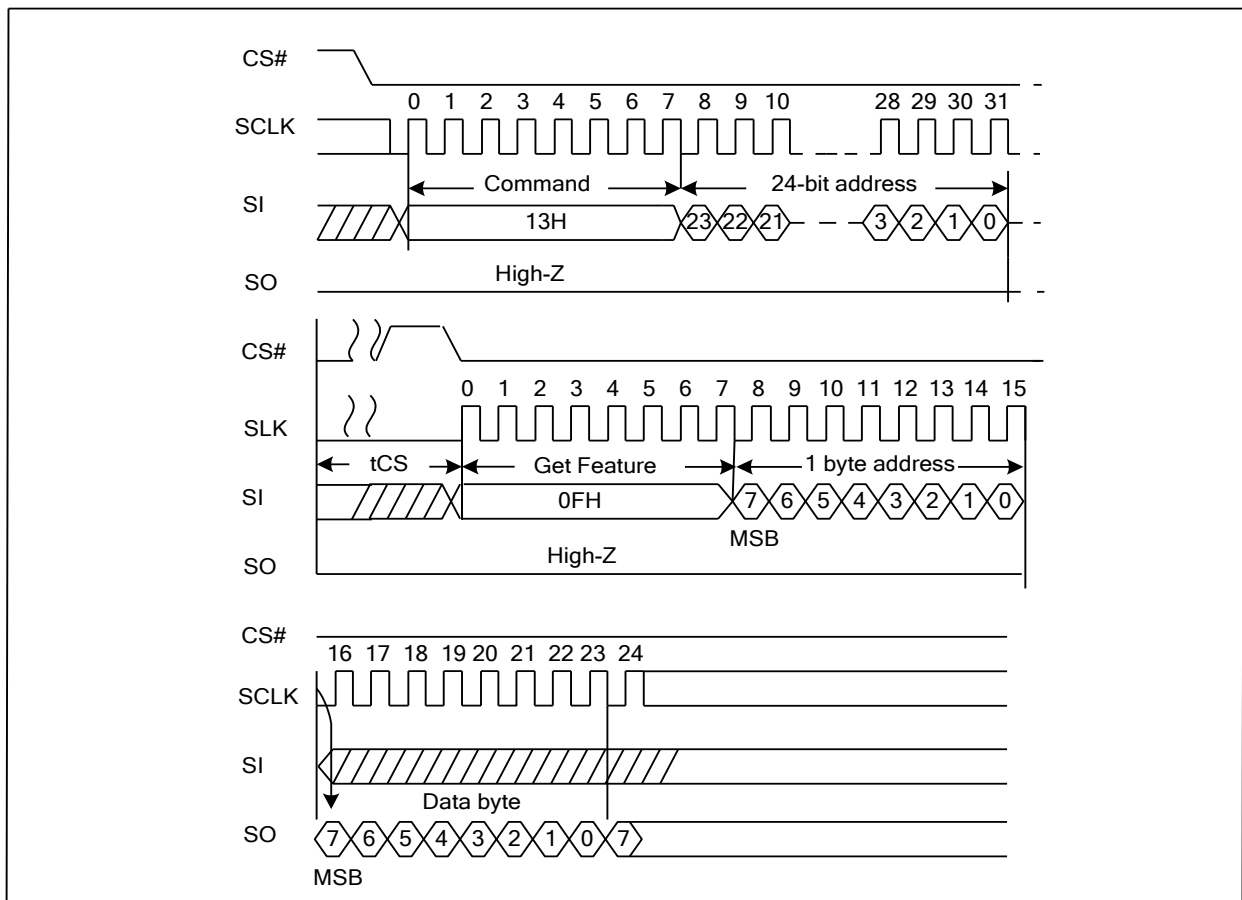 CS#
0 1 2 3 4 5 6 7 8 9 10 28 29 30 31
SCLK
Command 24-bit address
SI 13H 23 22 21 3 2 1 0
High-Z
SO
CS#
0 1 2 3 4 5 6 7 8 9 10 11 12 13 14 15
SLK
tCS Get Feature 1 byte address
SI 0FH 7 6 5 4 3 2 1 0
MSB
High-Z
SO
CS#
16 17 18 19 20 21 22 23 24
SCLK
SI
Data byte
SO 7 6 5 4 3 2 1 0 7
MSB